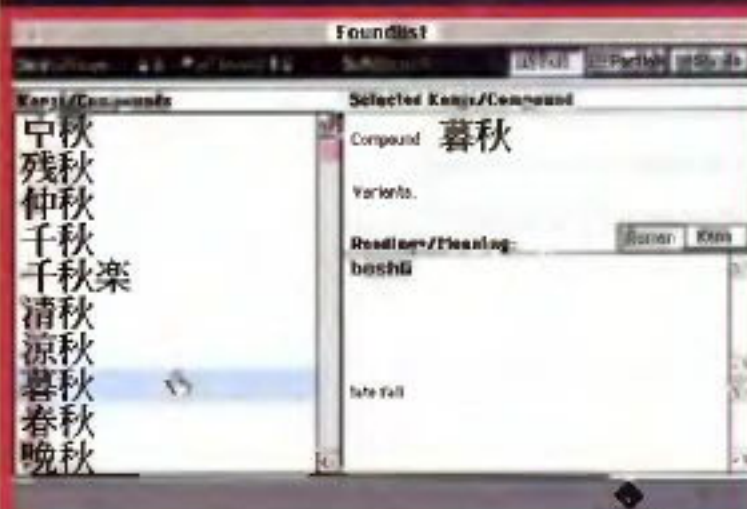 Foundlist
Kanji/Compounds
Selected Kanji/Compound
中秋
残秋
仲秋
千秋
千秋楽
清秋
涼秋
暮秋
春秋
晩秋
Compound 暮秋
Variants.
Readings/Meaning:
Roman Kana
boshū
late fall